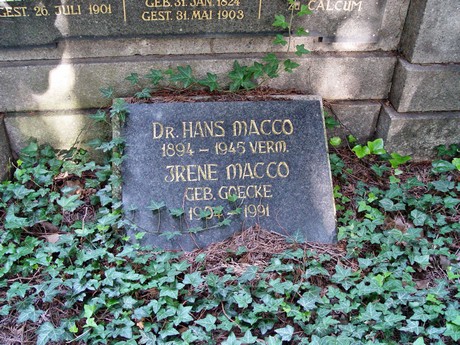 GEST. 26 JULI 1901
GEB. 31. JAN. 1824
GEST. 31. MAI 1903
CALCUM
Dr. HANS MACCO
1894 - 1945 VERM.
IRENE MACCO
GEB. GOECKE
1904 - 1991